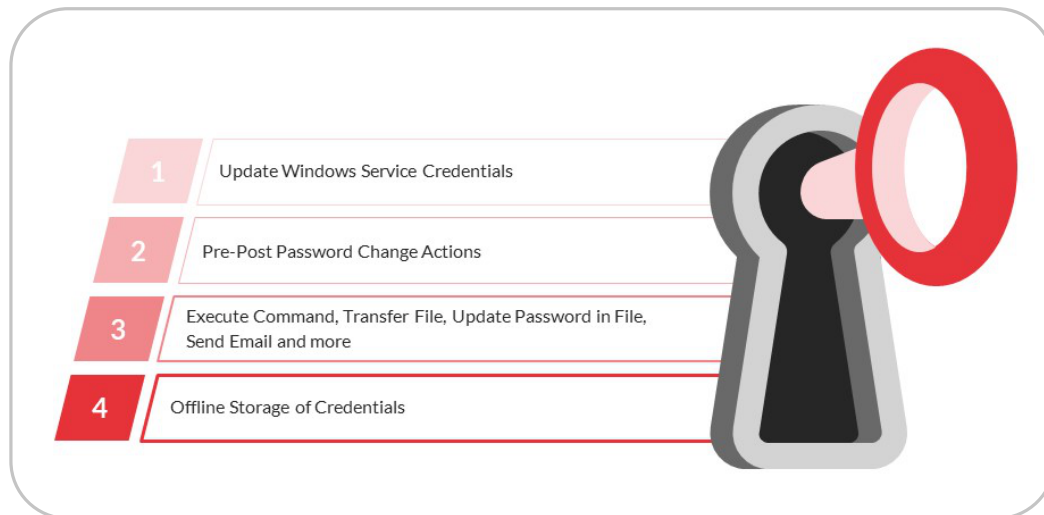 1
Update Windows Service Credentials
2
Pre-Post Password Change Actions
3
Execute Command, Transfer File, Update Password in File,
Send Email and more
4
Offline Storage of Credentials